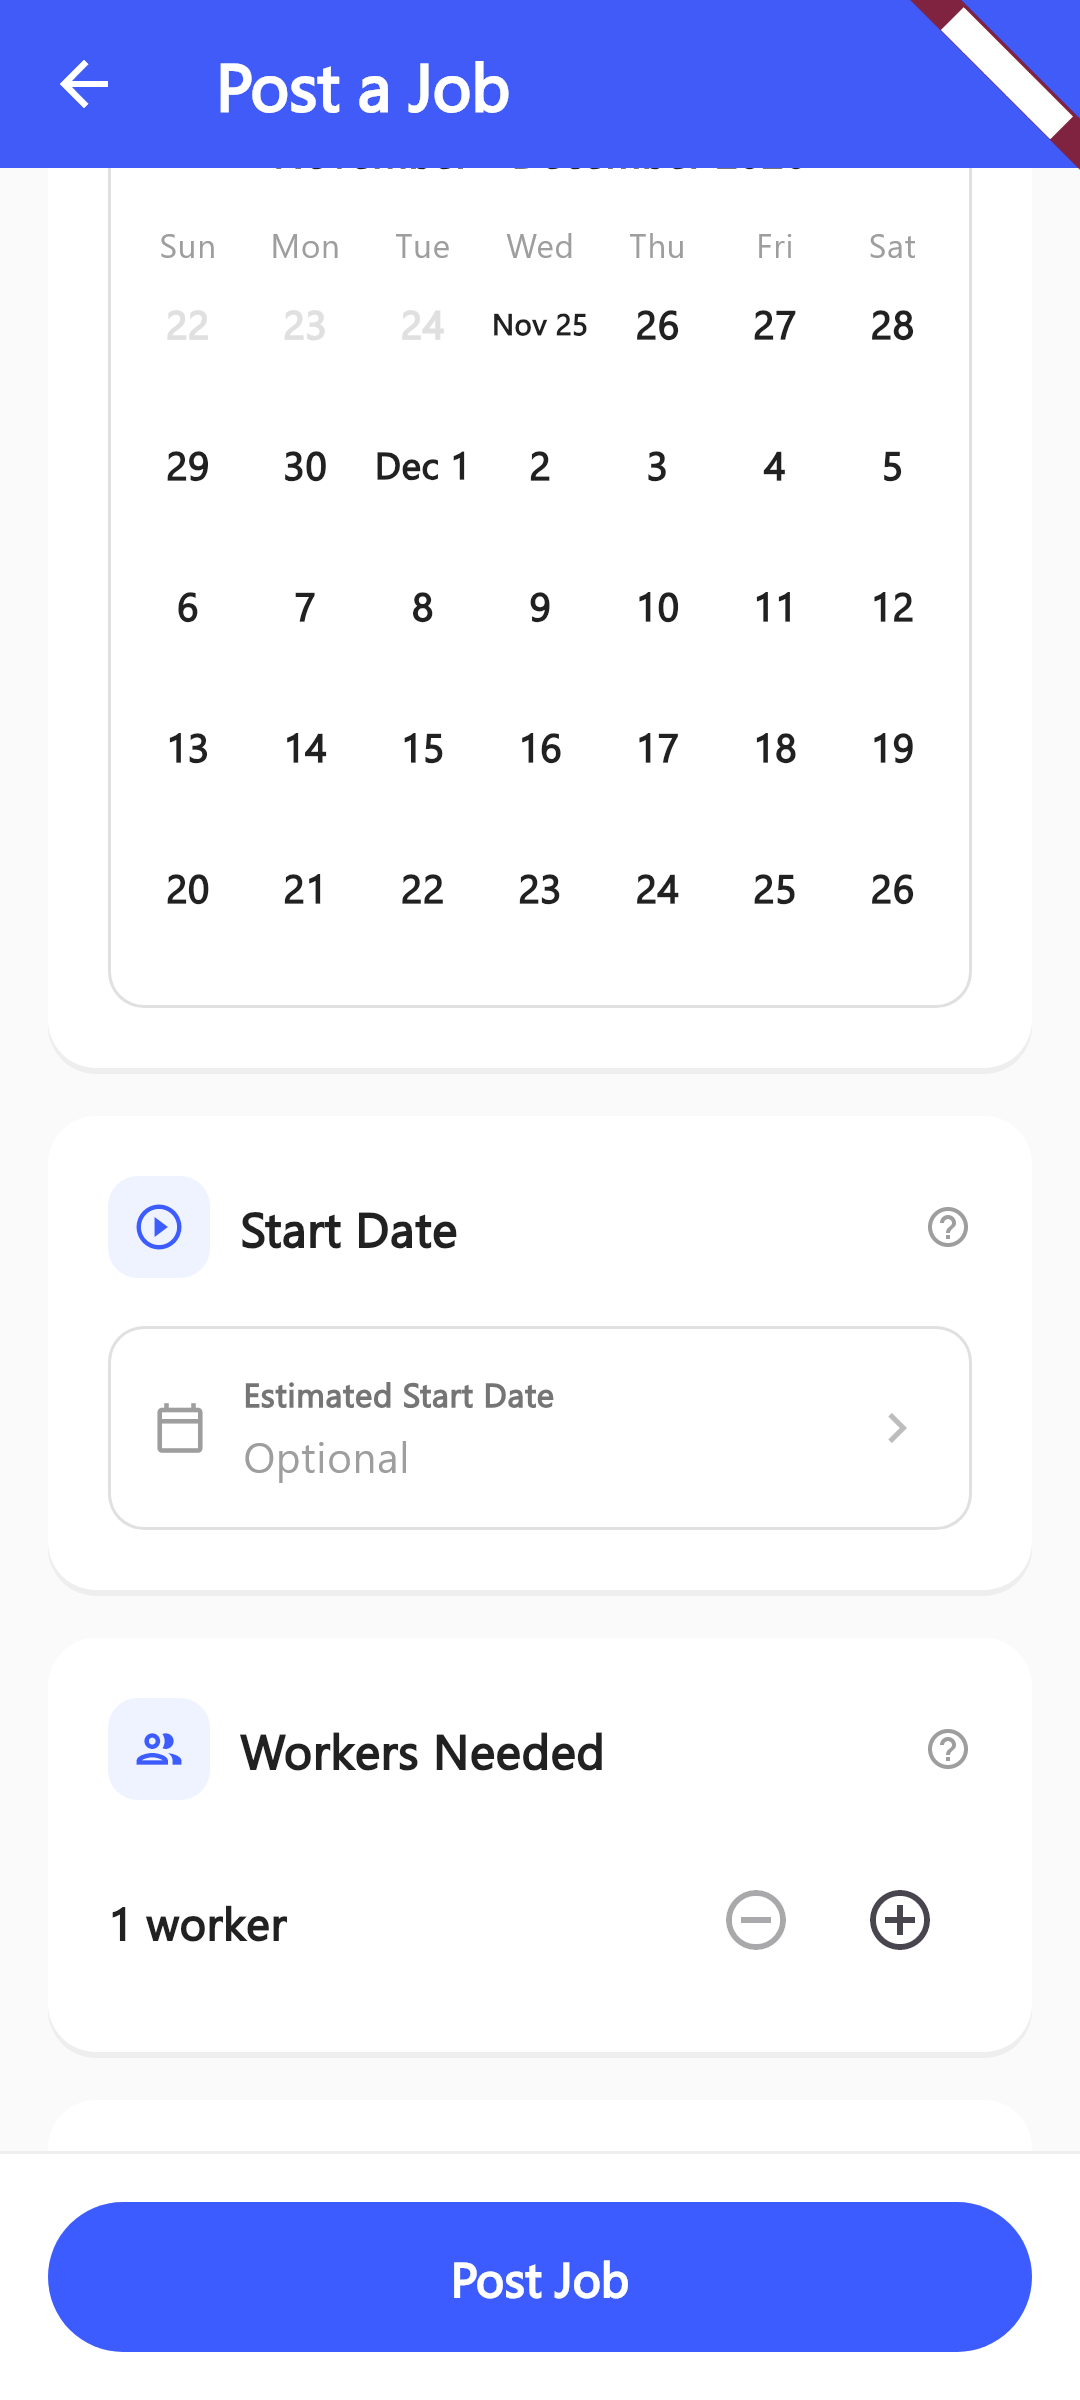 Post a Job
Sun Mon Tue Wed Thu Fri Sat
22 23 24 Nov 25 26 27 28
29 30 Dec 1 2 3 4 5
6 7 8 9 10 11 12
13 14 15 16 17 18 19
20 21 22 23 24 25 26
Start Date
Estimated Start Date
Optional
Workers Needed
1 worker
Post Job